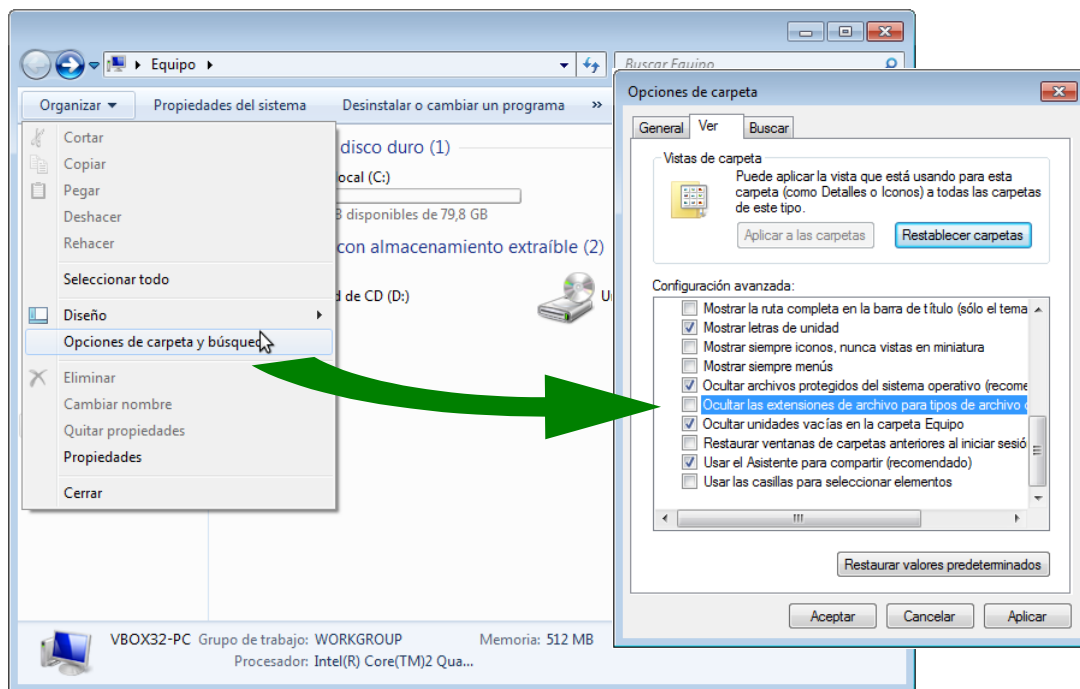 Equipo
Buscar Equipo
Organizar
Propiedades del sistema
Desinstalar o cambiar un programa
»
Cortar
Copiar
Pegar
Deshacer
Rehacer
Seleccionar todo
Diseño
Opciones de carpeta y búsqued
Eliminar
Cambiar nombre
Quitar propiedades
Propiedades
Cerrar
disco duro (1)
ocal (C:)
disponibles de 79,8 GB
con almacenamiento extraíble (2)
d de CD (D:)
VBOX32-PC Grupo de trabajo: WORKGROUP Memoria: 512 MB
Procesador: Intel(R) Core(TM)2 Qua...
Opciones de carpeta
General
Ver
Buscar
Vistas de carpeta
Puede aplicar la vista que está usando para esta
carpeta (como Detalles o Iconos) a todas las carpetas
de este tipo.
Aplicar a las carpetas
Restablecer carpetas
Configuración avanzada:
Mostrar la ruta completa en la barra de título (sólo el tema
Mostrar letras de unidad
Mostrar siempre iconos, nunca vistas en miniatura
Mostrar siempre menús
Ocultar archivos protegidos del sistema operativo (recome
Ocultar las extensiones de archivo para tipos de archivo
Ocultar unidades vacías en la carpeta Equipo
Restaurar ventanas de carpetas anteriores al iniciar sesió
Usar el Asistente para compartir (recomendado)
Usar las casillas para seleccionar elementos
Restaurar valores predeterminados
Aceptar
Cancelar
Aplicar